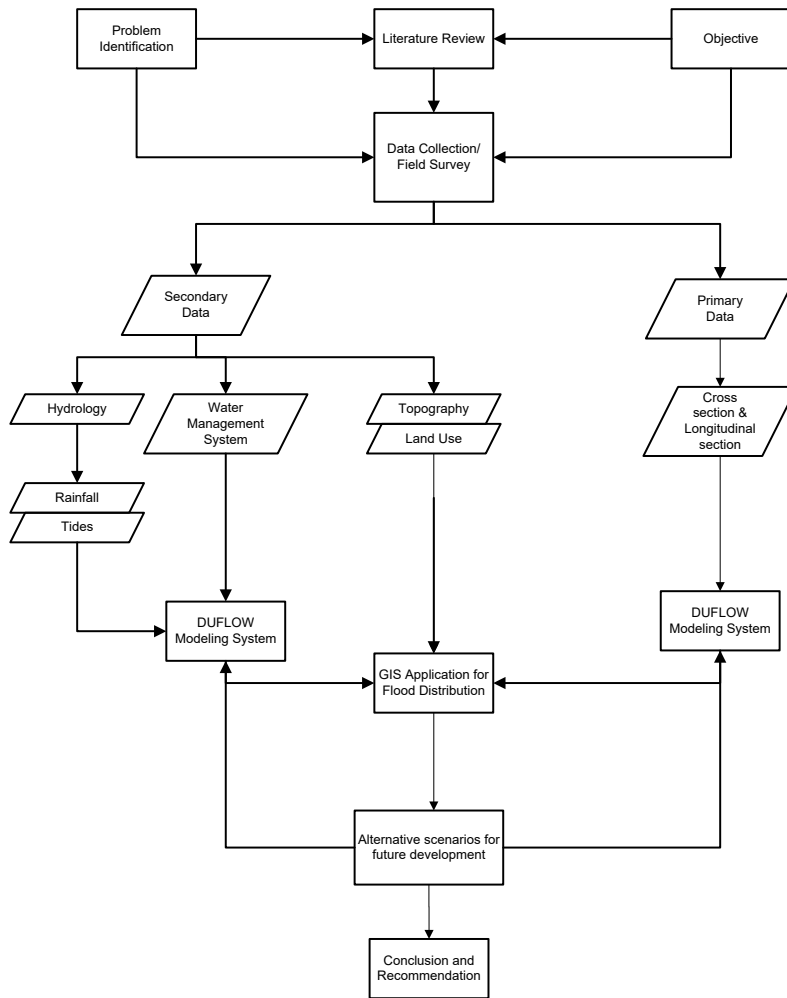 Problem
Identification
Literature Review
Objective
Data Collection/
Field Survey
Secondary
Data
Primary
Data
Hydrology
Water
Management
System
Topography
Land Use
Cross
section &
Longitudinal
section
Rainfall
Tides
DUFLOW
Modeling System
DUFLOW
Modeling System
GIS Application for
Flood Distribution
Alternative scenarios for
future development
Conclusion and
Recommendation